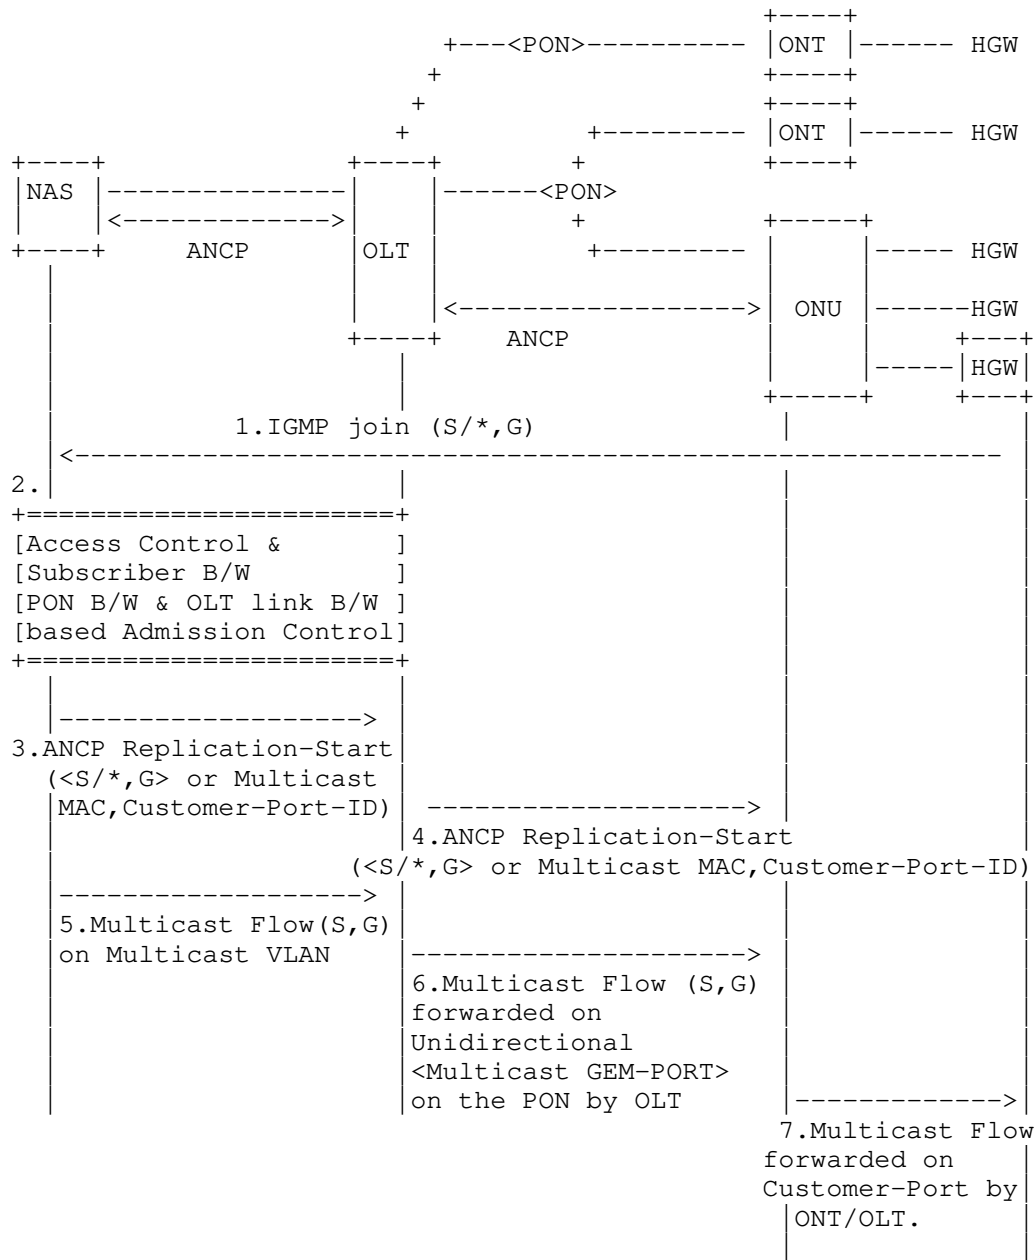 +----+
+---<PON>---------- |ONT |------ HGW
+ +----+
+ +----+
+ +--------- |ONT |------ HGW
+----+ +----+ + +----+
|NAS |---------------| |------<PON>
| |<------------->| | + +-----+
+----+ ANCP |OLT | +--------- | |----- HGW
| | | | |
| | |<------------------>| ONU |------HGW
| +----+ ANCP | | +---+
| | | |-----|HGW|
| | +-----+ +---+
| 1.IGMP join (S/*,G) | |
|<---------------------------------------------------------- |
2.| | | |
+=======================+ | |
[Access Control & ] | |
[Subscriber B/W ] | |
[PON B/W & OLT link B/W ] | |
[based Admission Control] | |
+=======================+ | |
| | | |
|-------------------> | | |
3.ANCP Replication-Start| | |
(<S/*,G> or Multicast | | |
|MAC,Customer-Port-ID)| --------------------> | |
| |4.ANCP Replication-Start |
| (<S/*,G> or Multicast MAC,Customer-Port-ID)
|-------------------> | | |
|5.Multicast Flow(S,G)| | |
|on Multicast VLAN |---------------------> | |
| |6.Multicast Flow (S,G) | |
| |forwarded on | |
| |Unidirectional | |
| |<Multicast GEM-PORT> | |
| |on the PON by OLT |------------->|
7.Multicast Flow
forwarded on |
Customer-Port by|
|ONT/OLT. |
| |